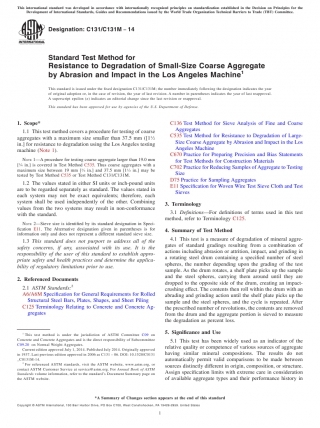 This international standard was developed in accordance with internationally recognized principles on standardization established in the Decision on Principles for the
Development of International Standards, Guides and Recommendations issued by the World Trade Organization Technical Barriers to Trade (TBT) Committee.
Designation: C131/C131M – 14
INTERNATIONAL
Standard Test Method for
Resistance to Degradation of Small-Size Coarse Aggregate
by Abrasion and Impact in the Los Angeles Machine1
This standard is issued under the fixed designation C131/C131M; the number immediately following the designation indicates the year
of original adoption or, in the case of revision, the year of last revision. A number in parentheses indicates the year of last reapproval.
A superscript epsilon (ε) indicates an editorial change since the last revision or reapproval.
This standard has been approved for use by agencies of the U.S. Department of Defense.
1. Scope*
1.1 This test method covers a procedure for testing of coarse
aggregates with a maximum size smaller than 37.5 mm ([1½
in.] for resistance to degradation using the Los Angeles testing
machine (Note 1).
NOTE 1—A procedure for testing coarse aggregate larger than 19.0 mm
[¾ in.] is covered in Test Method C535. Thus coarse aggregates with a
maximum size between 19 mm [¾ in.] and 37.5 mm [1½ in.] may be
tested by Test Method C535 or Test Method C131/C131M.
1.2 The values stated in either SI units or inch-pound units
are to be regarded separately as standard. The values stated in
each system may not be exact equivalents; therefore, each
system shall be used independently of the other. Combining
values from the two systems may result in non-conformance
with the standard.
NOTE 2—Sieve size is identified by its standard designation in Specifi-
cation E11. The Alternative designation given in parentheses is for
information only and does not represent a different standard sieve size.
1.3 This standard does not purport to address all of the
safety concerns, if any, associated with its use. It is the
responsibility of the user of this standard to establish appro-
priate safety and health practices and determine the applica-
bility of regulatory limitations prior to use.
2. Referenced Documents
2.1 ASTM Standards:2
A6/A6M Specification for General Requirements for Rolled
Structural Steel Bars, Plates, Shapes, and Sheet Piling
C125 Terminology Relating to Concrete and Concrete Ag-
gregates
1 This test method is under the jurisdiction of ASTM Committee C09 on
Concrete and Concrete Aggregates and is the direct responsibility of Subcommittee
C09.20 on Normal Weight Aggregates.
Current edition approved July 1, 2014. Published July 2014. Originally approved
in 1937. Last previous edition approved in 2006 as C131 – 06. DOI: 10.1520/C0131_
C0131M-14.
2 For referenced ASTM standards, visit the ASTM website, www.astm.org, or
contact ASTM Customer Service at service@astm.org. For Annual Book of ASTM
Standards volume information, refer to the standard's Document Summary page on
the ASTM website.
C136 Test Method for Sieve Analysis of Fine and Coarse
Aggregates
C535 Test Method for Resistance to Degradation of Large-
Size Coarse Aggregate by Abrasion and Impact in the Los
Angeles Machine
C670 Practice for Preparing Precision and Bias Statements
for Test Methods for Construction Materials
C702 Practice for Reducing Samples of Aggregate to Testing
Size
D75 Practice for Sampling Aggregates
E11 Specification for Woven Wire Test Sieve Cloth and Test
Sieves
3. Terminology
3.1 Definitions—For definitions of terms used in this test
method, refer to Terminology C125.
4. Summary of Test Method
4.1 This test is a measure of degradation of mineral aggre-
gates of standard gradings resulting from a combination of
actions including abrasion or attrition, impact, and grinding in
a rotating steel drum containing a specified number of steel
spheres, the number depending upon the grading of the test
sample. As the drum rotates, a shelf plate picks up the sample
and the steel spheres, carrying them around until they are
dropped to the opposite side of the drum, creating an impact-
crushing effect. The contents then roll within the drum with an
abrading and grinding action until the shelf plate picks up the
sample and the steel spheres, and the cycle is repeated. After
the prescribed number of revolutions, the contents are removed
from the drum and the aggregate portion is sieved to measure
the degradation as percent loss.
5. Significance and Use
5.1 This test has been widely used as an indicator of the
relative quality or competence of various sources of aggregate
having similar mineral compositions. The results do not
automatically permit valid comparisons to be made between
sources distinctly different in origin, composition, or structure.
Assign specification limits with extreme care in consideration
of available aggregate types and their performance history in
*A Summary of Changes section appears at the end of this standard
Copyright © ASTM International, 100 Barr Harbor Drive, PO Box C700, West Conshohocken, PA 19428-2959. United States
1